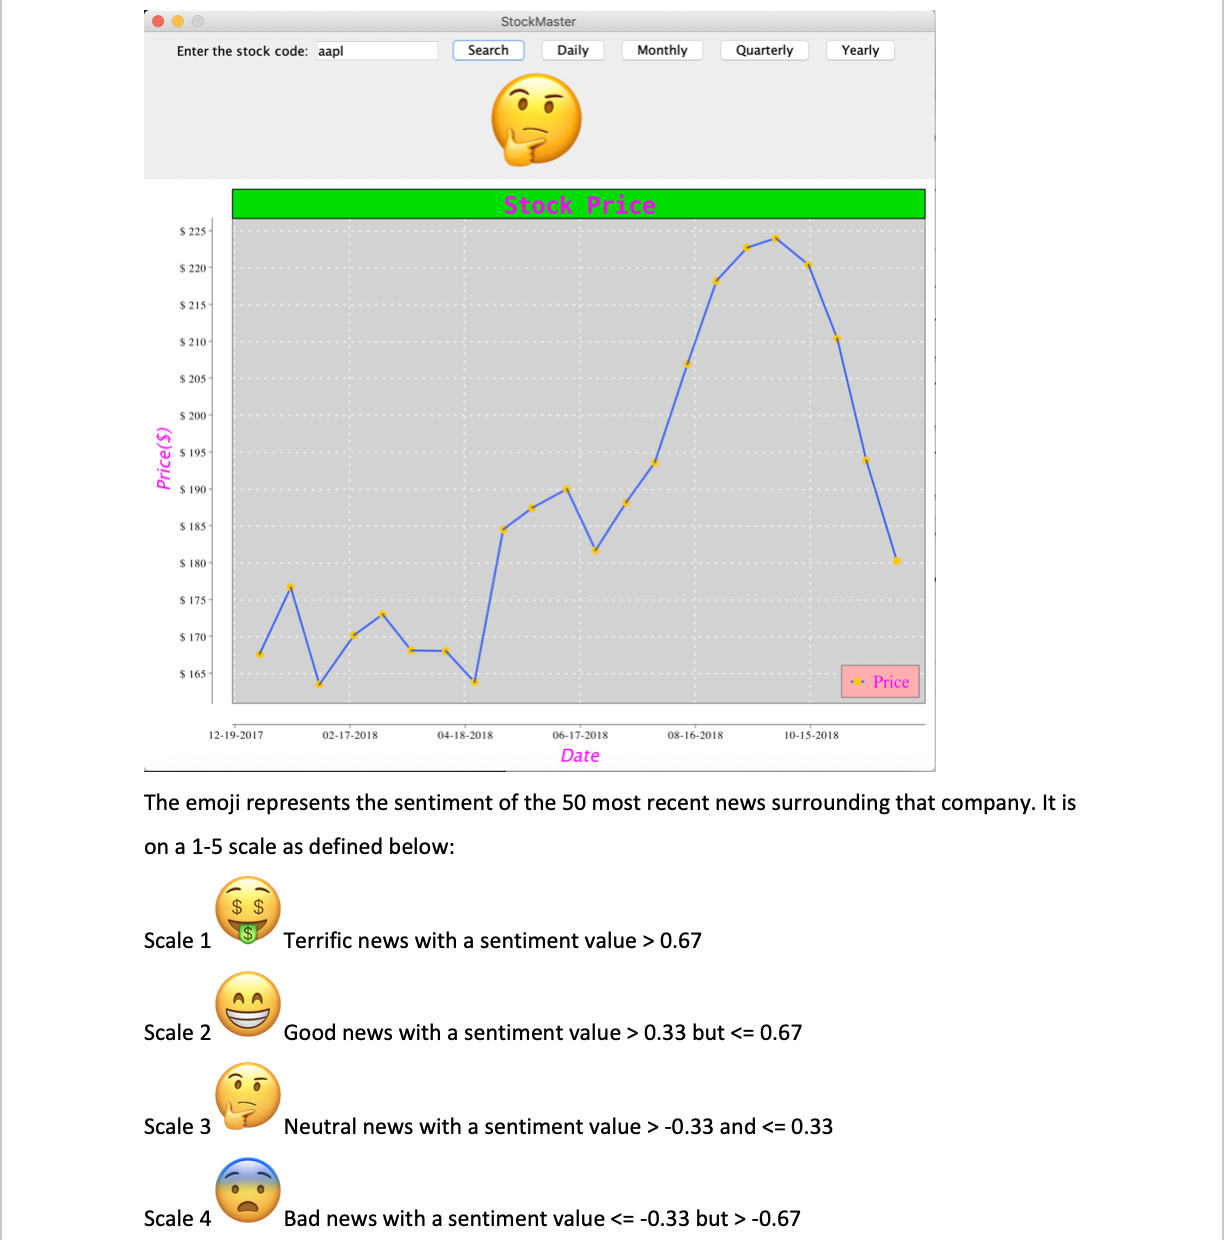 StockMaster
Enter the stock code: aapl Search Daily Monthly Quarterly Yearly
Stock Price
$ 225
$ 220
$ 215
$ 210
$ 205
$ 200
$ 195
$ 190
$ 185
$ 180
$ 175
$ 170
$ 165
Price($)
Price
12-19-2017 02-17-2018 04-18-2018 06-17-2018 08-16-2018 10-15-2018
Date
The emoji represents the sentiment of the 50 most recent news surrounding that company. It is
on a 1-5 scale as defined below:
$ $
$
Scale 1 Terrific news with a sentiment value > 0.67
Scale 2 Good news with a sentiment value > 0.33 but <= 0.67
Scale 3 Neutral news with a sentiment value > -0.33 and <= 0.33
Scale 4 Bad news with a sentiment value <= -0.33 but > -0.67